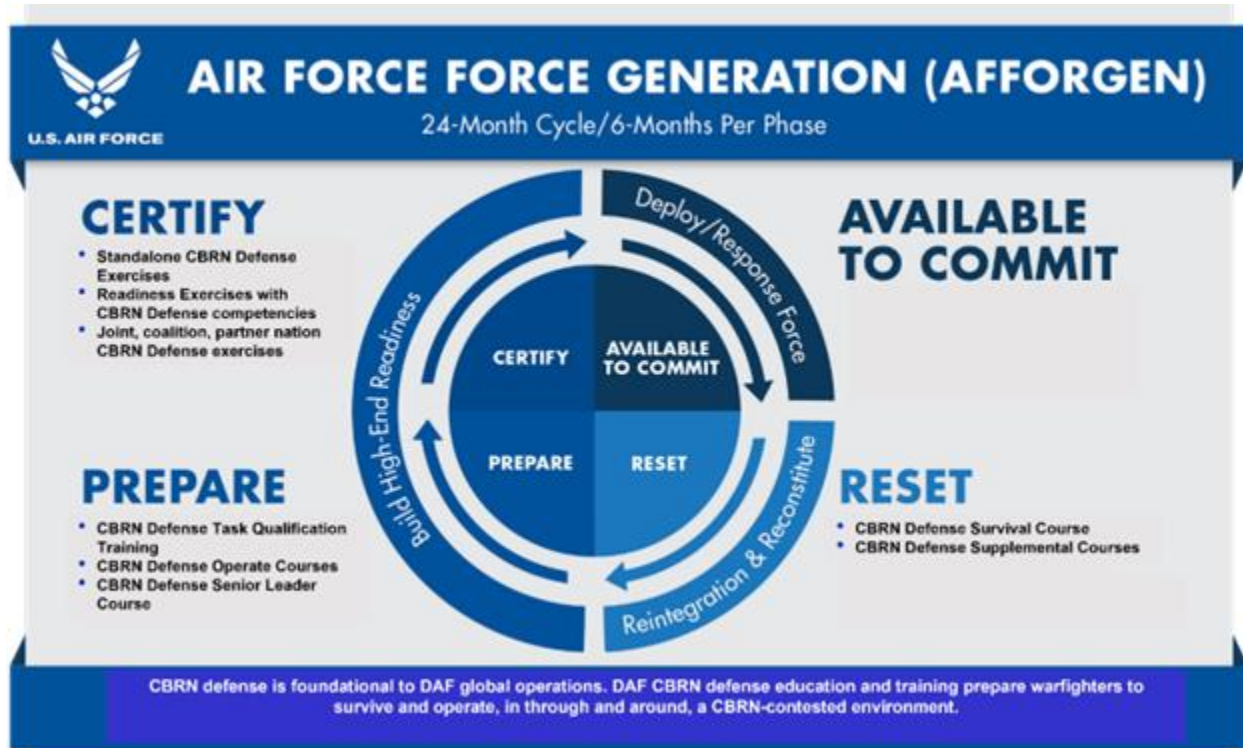 AIR FORCE FORCE GENERATION (AFFORGEN)
24-Month Cycle/6-Months Per Phase
U.S. AIR FORCE
CERTIFY
• Standalone CBRN Defense
Exercises
• Readiness Exercises with
CBRN Defense competencies
• Joint, coalition, partner nation
CBRN Defense exercises
Build High-End Readiness
Deploy/Response Force
AVAILABLE
TO COMMIT
CERTIFY
AVAILABLE
TO COMMIT
PREPARE
RESET
PREPARE
• CBRN Defense Task Qualification
Training
• CBRN Defense Operate Courses
• CBRN Defense Senior Leader
Course
Reintegration & Reconstitute
RESET
• CBRN Defense Survival Course
• CBRN Defense Supplemental Courses
CBRN defense is foundational to DAF global operations. DAF CBRN defense education and training prepare warfighters to
survive and operate, in through and around, a CBRN-contested environment.